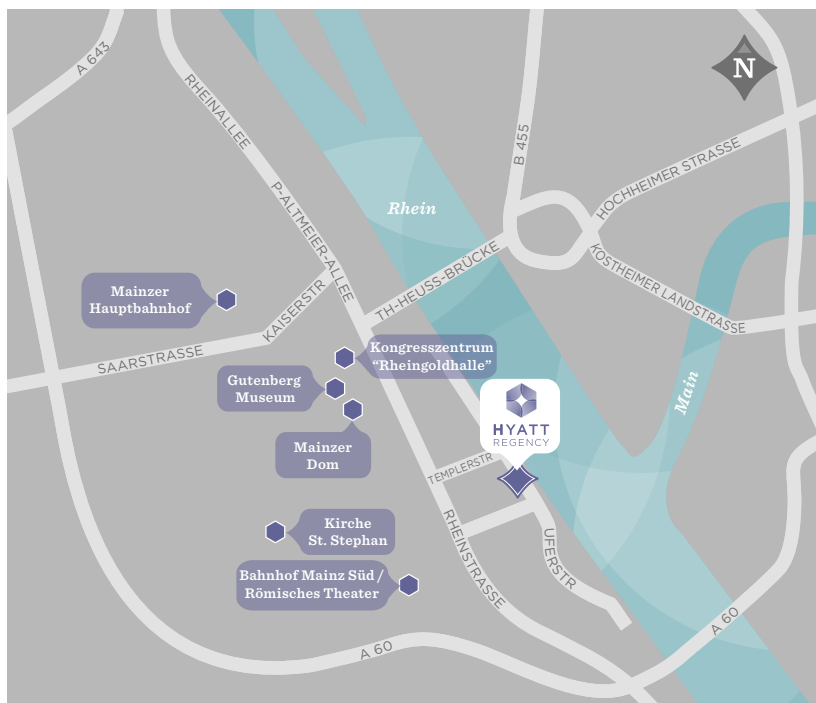 A 643
RHEINALLEE
N
B 455
HOCHHEIMER STRASSE
P-ALTMEIER-ALLEE
Rhein
TH-HEUSS-BRÜCKE
KOSTHEIMER LANDSTRASSE
Mainzer
Hauptbahnhof
KAISERSTR
SAARSTRASSE
Kongresszentrum
“Rheingoldhalle”
Gutenberg
Museum
Main
HYATT
REGENCY
Mainzer
Dom
TEMPLERSTR
RHEINSTRASSE
Kirche
St. Stephan
UFERSTR
Bahnhof Mainz Süd /
Römisches Theater
A 60
A 60